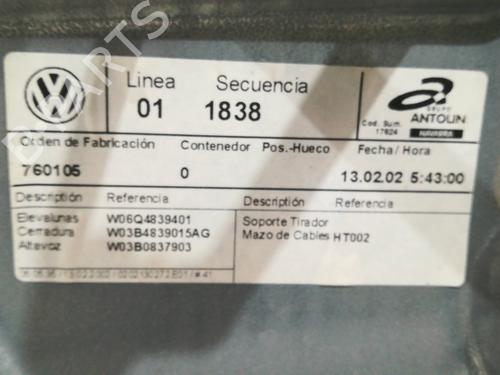 Linea Secuencia
01 1838
GRUPO
ANTOLIN
Cod. Sum.
17624
NAVARRA
Orden de Fabricación Contenedor Pos.-Hueco Fecha/Hora
760105 0 13.02.02 5:43:00
Descripción Referencia Descripción Referencia
Elevalunas W06Q4839401
Cerradura W03B4839015AG
Altavoz W03B0837903
Soporte Tirador
Mazo de Cables HT002